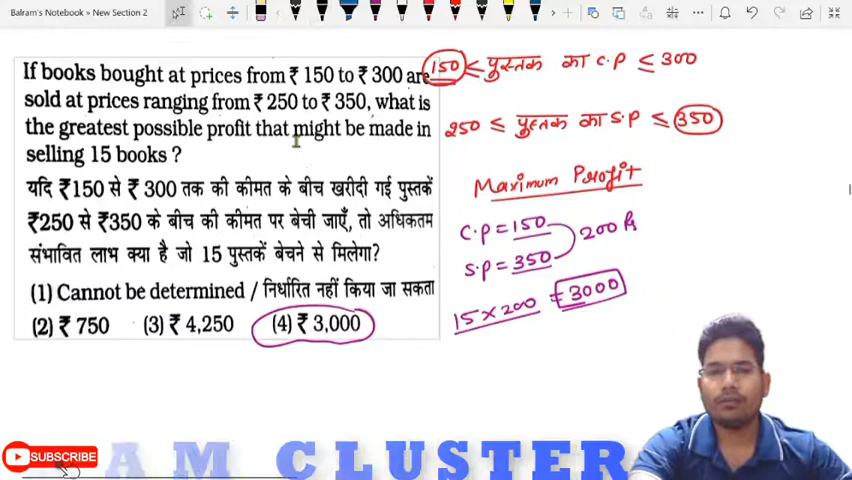 Balram's Notebook » New Section 2
If books bought at prices from ₹ 150 to ₹ 300 are
sold at prices ranging from ₹ 250 to ₹ 350, what is
the greatest possible profit that might be made in
selling 15 books ?
यदि ₹150 से ₹ 300 तक की कीमत के बीच खरीदी गई पुस्तकें
₹250 से ₹350 के बीच की कीमत पर बेची जाएँ, तो अधिकतम
संभावित लाभ क्या है जो 15 पुस्तकें बेचने से मिलेगा?
(1) Cannot be determined / निर्धारित नहीं किया जा सकता
(2) ₹ 750 (3) ₹ 4,250 (4) ₹ 3,000
150 ≤ पुस्तक का C.P ≤ 300
250 ≤ पुस्तक का S.P ≤ 350
Maximum Profit
C.P = 150
S.P = 350
200 Rs
15 × 200 = 3000
SUBSCRIBE
AM CLUSTER